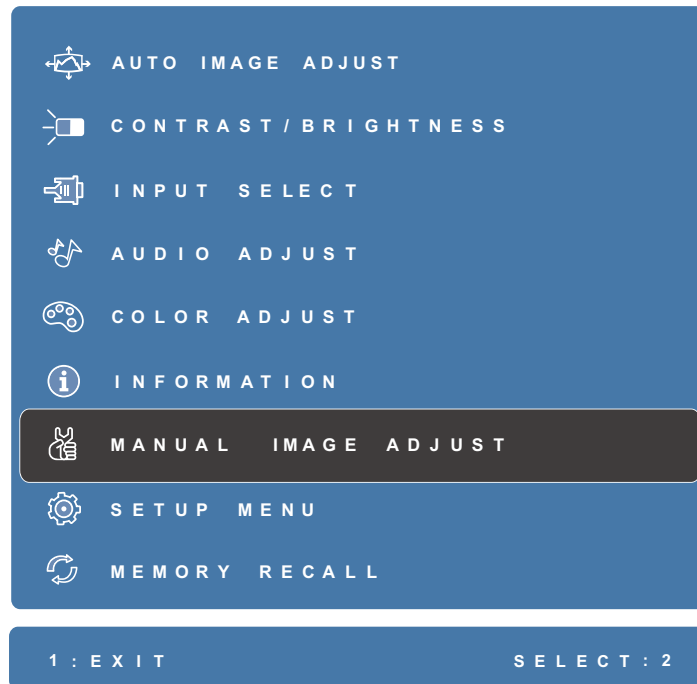 AUTO IMAGE ADJUST
CONTRAST/BRIGHTNESS
INPUT SELECT
AUDIO ADJUST
COLOR ADJUST
INFORMATION
MANUAL IMAGE ADJUST
SETUP MENU
MEMORY RECALL
1:EXIT SELECT:2